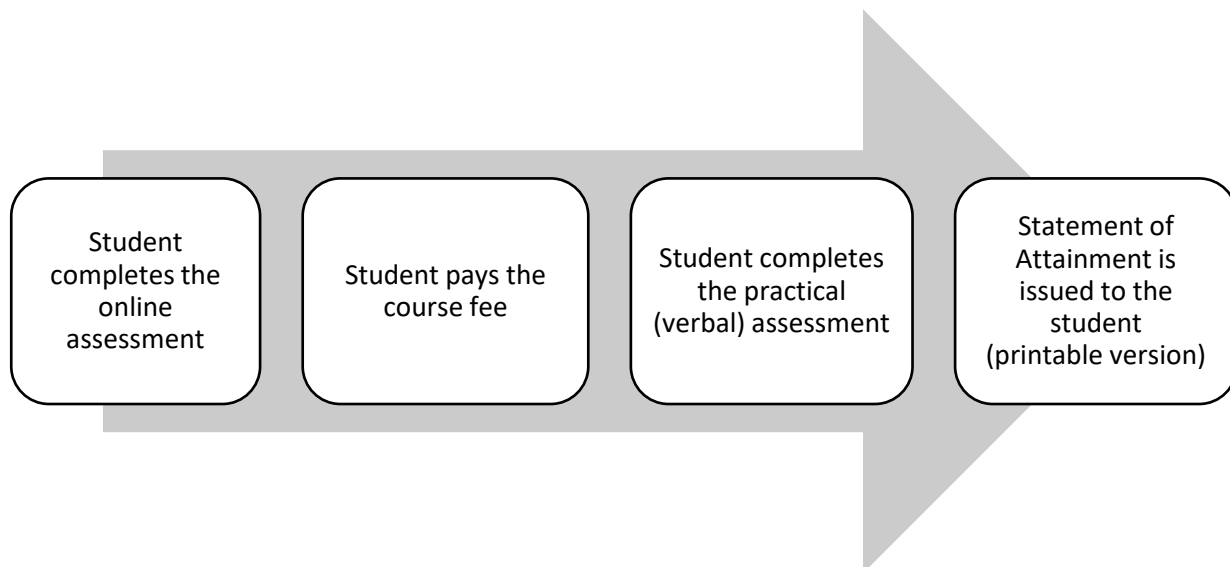 Student
completes the
online
assessment
Student pays the
course fee
Student completes
the practical
(verbal) assessment
Statement of
Attainment is
issued to the
student
(printable version)